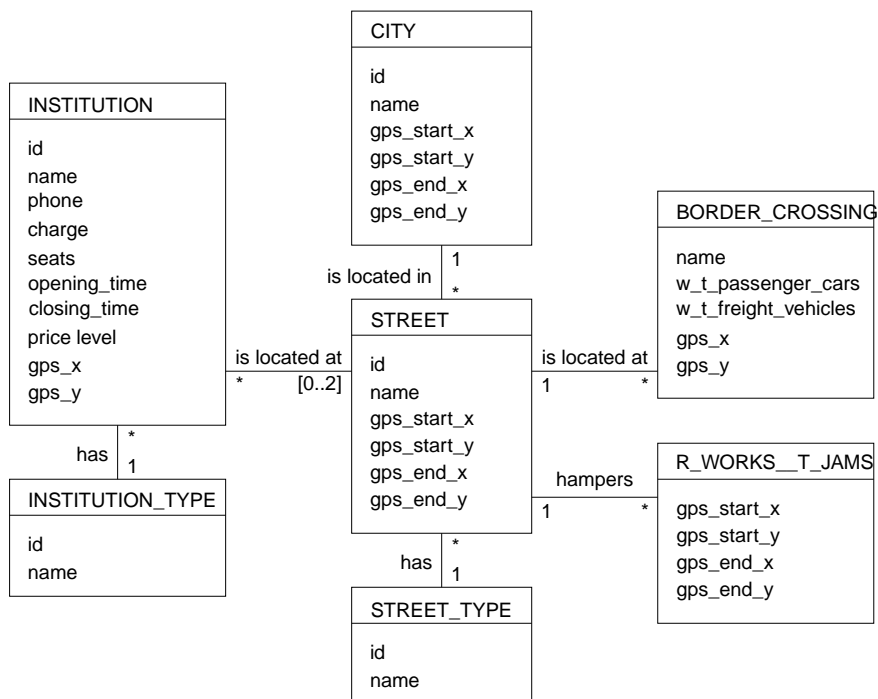 CITY
id
name
gps_start_x
gps_start_y
gps_end_x
gps_end_y
INSTITUTION
id
name
phone
charge
seats
opening_time
closing_time
price level
gps_x
gps_y
BORDER_CROSSING
name
w_t_passenger_cars
w_t_freight_vehicles
gps_x
gps_y
1
is located in
*
STREET
id
name
gps_start_x
gps_start_y
gps_end_x
gps_end_y
is located at
*
[0..2]
is located at
1
*
*
has
1
INSTITUTION_TYPE
id
name
hampers
1
*
R_WORKS__T_JAMS
gps_start_x
gps_start_y
gps_end_x
gps_end_y
*
has
1
STREET_TYPE
id
name